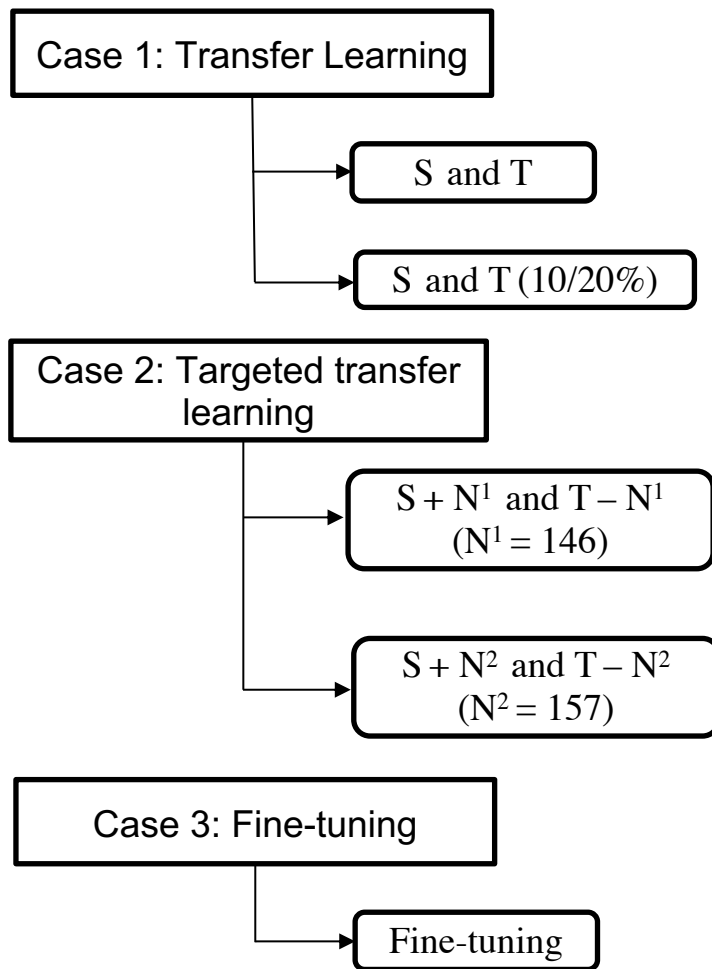 Case 1: Transfer Learning
S and T
S and T (10/20%)
Case 2: Targeted transfer
learning
S + N¹ and T – N¹
(N¹ = 146)
S + N² and T – N²
(N² = 157)
Case 3: Fine-tuning
Fine-tuning